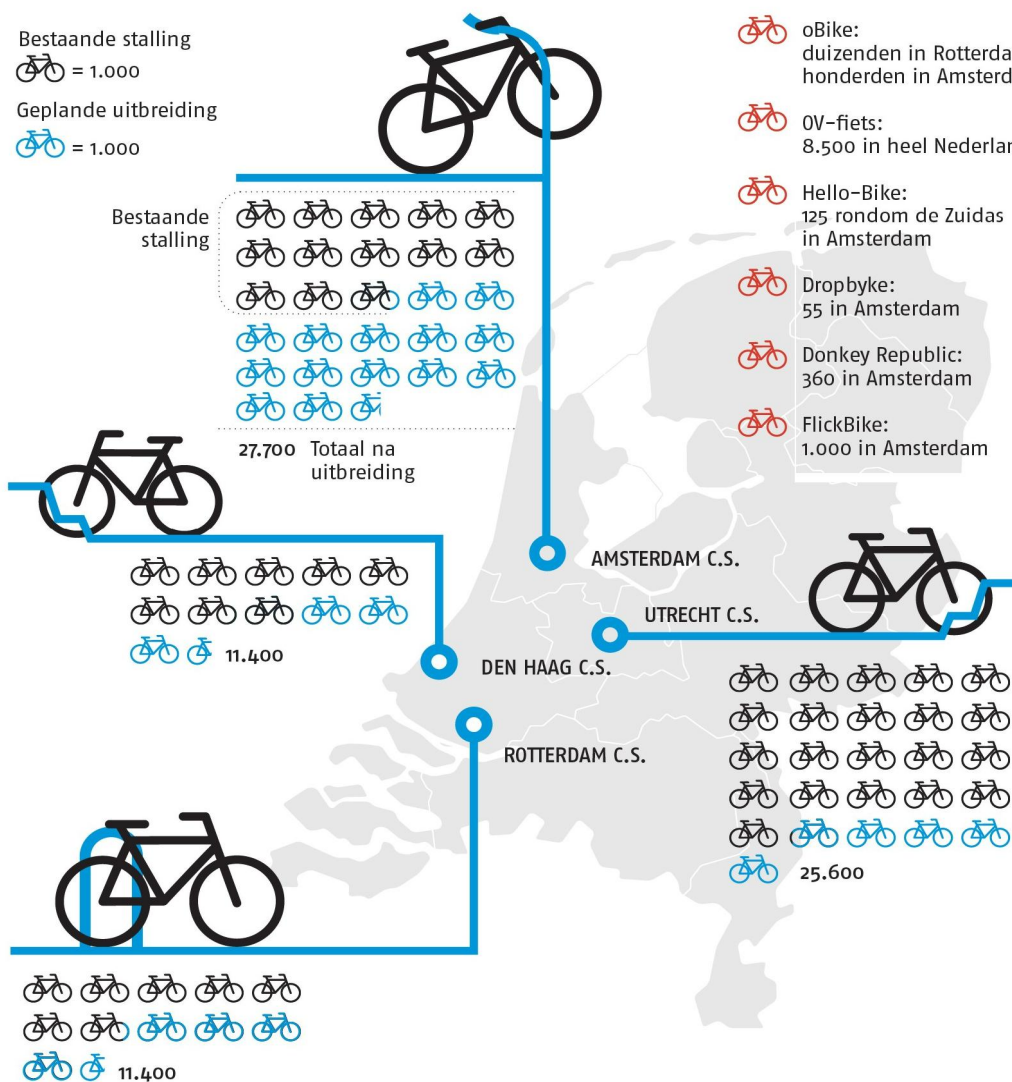 Bestaande stalling
= 1.000
Geplande uitbreiding
= 1.000
Bestaande
stalling
27.700 Totaal na
uitbreiding
oBike:
duizenden in
honderden in
OV-fiets:
8.500 in heel
Hello-Bike:
125 rondom de Zuidas
in Amsterdam
Dropbyke:
55 in Amsterdam
Donkey Republic:
360 in Amsterdam
FlickBike:
1.000 in Amsterdam
AMSTERDAM C.S.
UTRECHT C.S.
DEN HAAG C.S.
ROTTERDAM C.S.
11.400
25.600
11.400